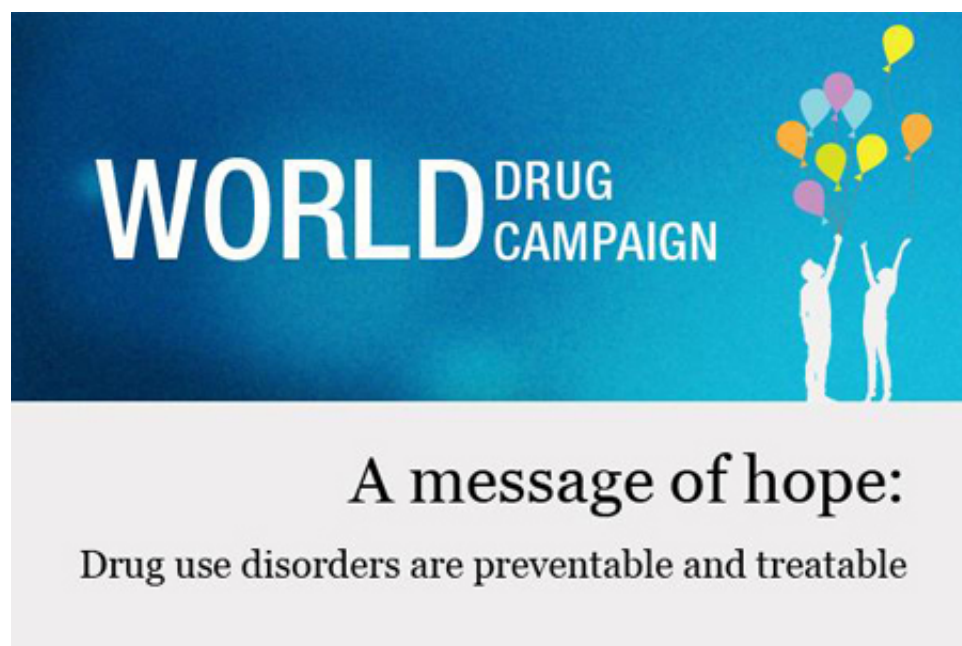 WORLD DRUG CAMPAIGN
A message of hope:
Drug use disorders are preventable and treatable